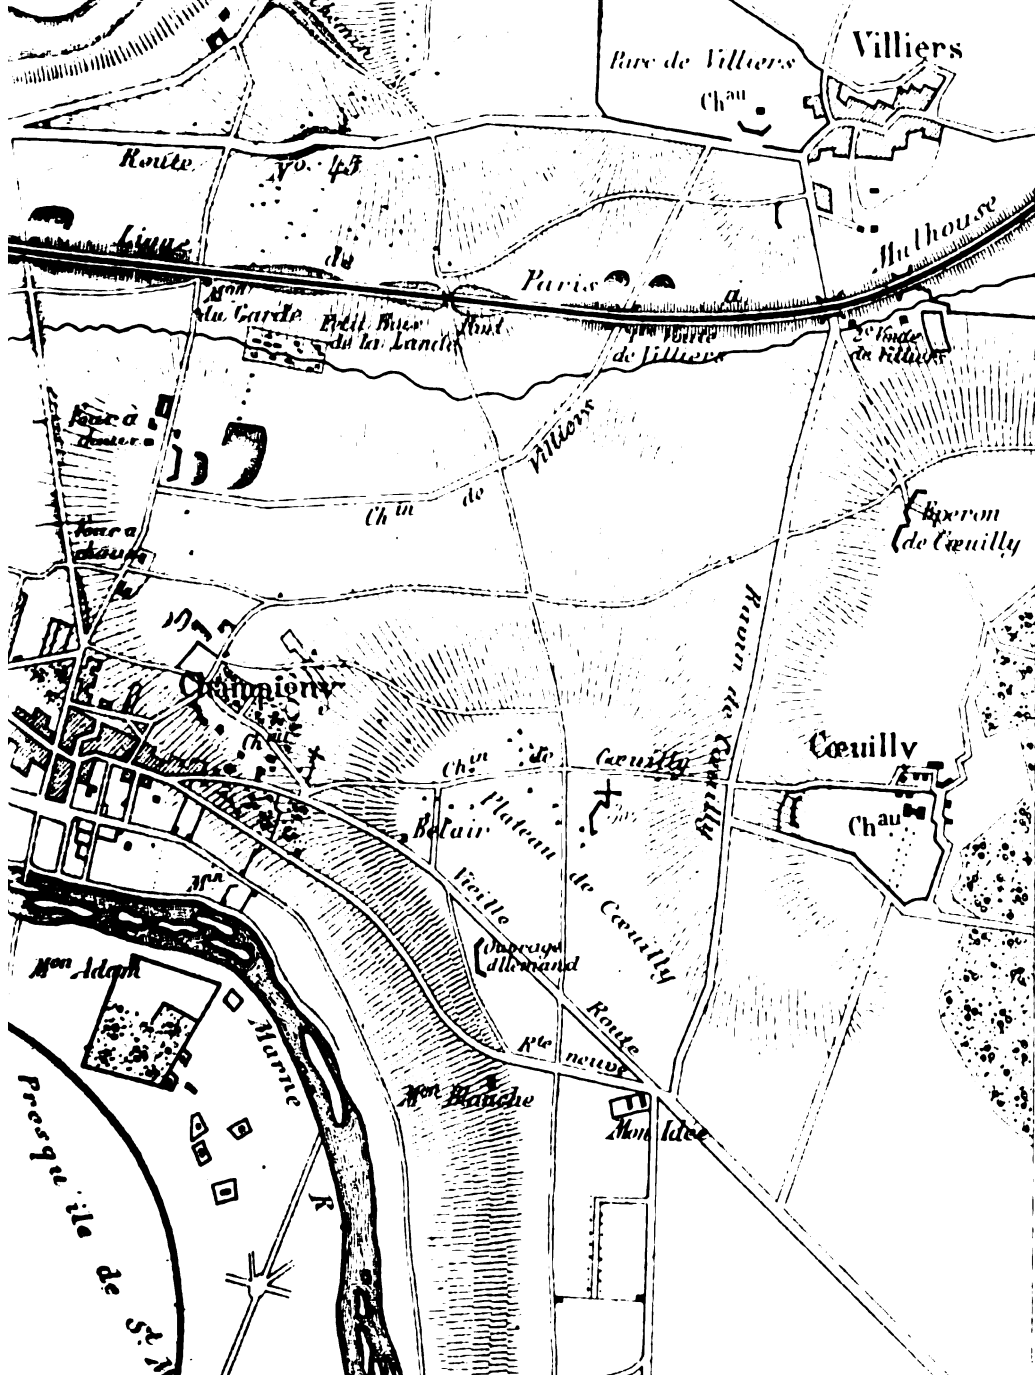 Chemin
Villiers
Parc de Villiers
Chau
Route No. 45
Ligne de Paris à Mulhouse
Mon
du Garde
Petit Parc
de la Lande
Pont
1re Voute
de Villiers
2e Voute
de Villiers
Four à
chaux
Chin de Villiers
Eperon
de Cœuilly
Four à
chaux
Ravin de Cœuilly
Champigny
Chau
Cœuilly
Chin de Cœuilly
Chau
Belair
Plateau de Cœuilly
Min
Vieille Route
Ouvrage
allemand
Mon Adam
Marne
Rte neuve
Mon Blanche
Mon Idée
Presqu'ile de St. M
R